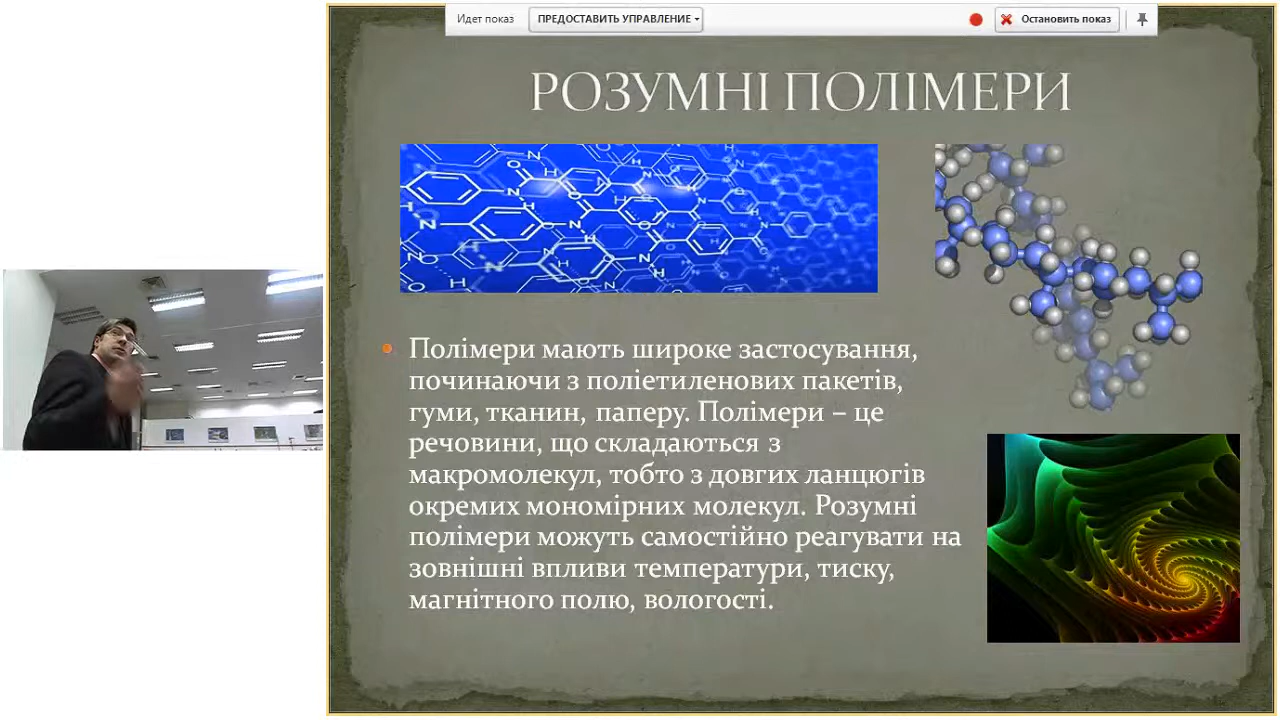 Идет показ
ПРЕДОСТАВИТЬ УПРАВЛЕНИЕ
Остановить показ
РОЗУМНІ ПОЛІМЕРИ
Полімери мають широке застосування,
починаючи з поліетиленових пакетів,
гуми, тканин, паперу. Полімери – це
речовини, що складаються з
макромолекул, тобто з довгих ланцюгів
окремих мономірних молекул. Розумні
полімери можуть самостійно реагувати на
зовнішні впливи температури, тиску,
магнітного полю, вологості.